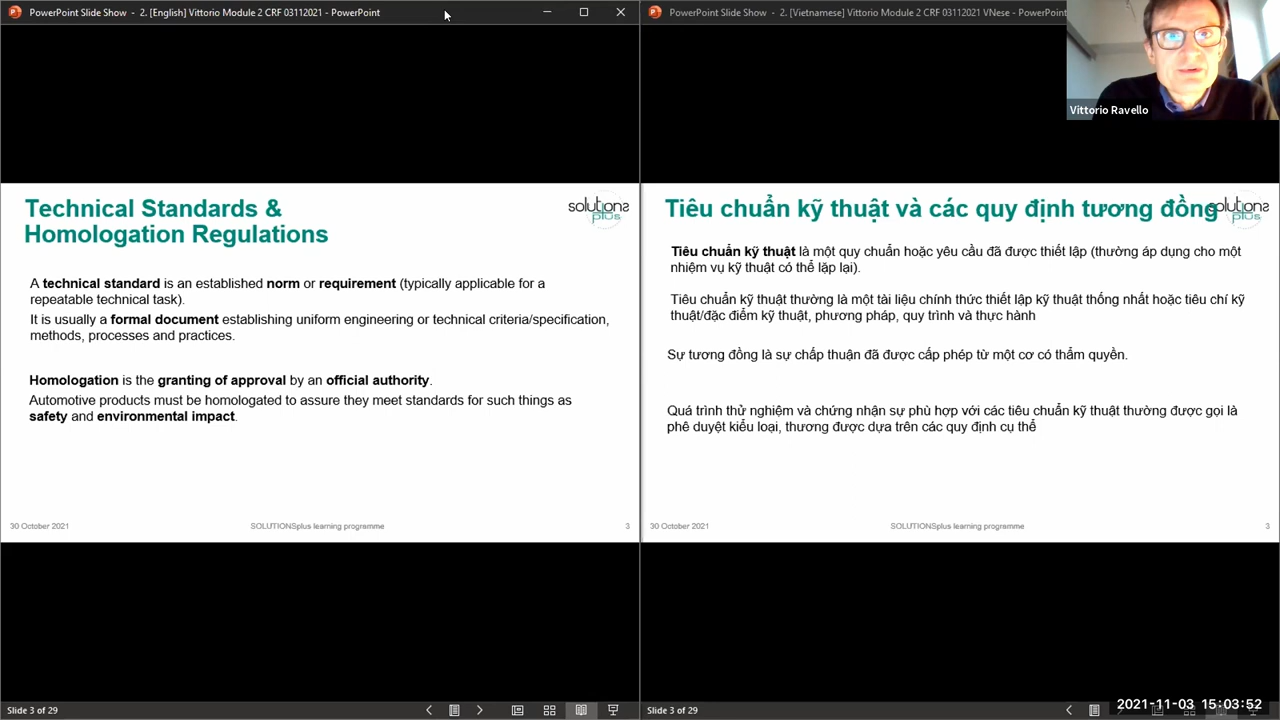 PowerPoint Slide Show - 2. [English] Vittorio Module 2 CRF 03112021 - PowerPoint
Technical Standards &
Homologation Regulations
solutions
plus
A technical standard is an established norm or requirement (typically applicable for a
repeatable technical task).
It is usually a formal document establishing uniform engineering or technical criteria/specification,
methods, processes and practices.
Homologation is the granting of approval by an official authority.
Automotive products must be homologated to assure they meet standards for such things as
safety and environmental impact.
30 October 2021
SOLUTIONSplus learning programme
3
Slide 3 of 29
PowerPoint Slide Show - 2. [Vietnamese] Vittorio Module 2 CRF 03112021 VNese - PowerPoint
Vittorio Ravello
Tiêu chuẩn kỹ thuật và các quy định tương đồng
solutions
plus
Tiêu chuẩn kỹ thuật là một quy chuẩn hoặc yêu cầu đã được thiết lập (thường áp dụng cho một
nhiệm vụ kỹ thuật có thể lặp lại).
Tiêu chuẩn kỹ thuật thường là một tài liệu chính thức thiết lập kỹ thuật thống nhất hoặc tiêu chí kỹ
thuật/đặc điểm kỹ thuật, phương pháp, quy trình và thực hành
Sự tương đồng là sự chấp thuận đã được cấp phép từ một cơ có thẩm quyền.
Quá trình thử nghiệm và chứng nhận sự phù hợp với các tiêu chuẩn kỹ thuật thường được gọi là
phê duyệt kiểu loại, thương được dựa trên các quy định cụ thể
30 October 2021
SOLUTIONSplus learning programme
3
Slide 3 of 29
2021-11-03 15:03:52